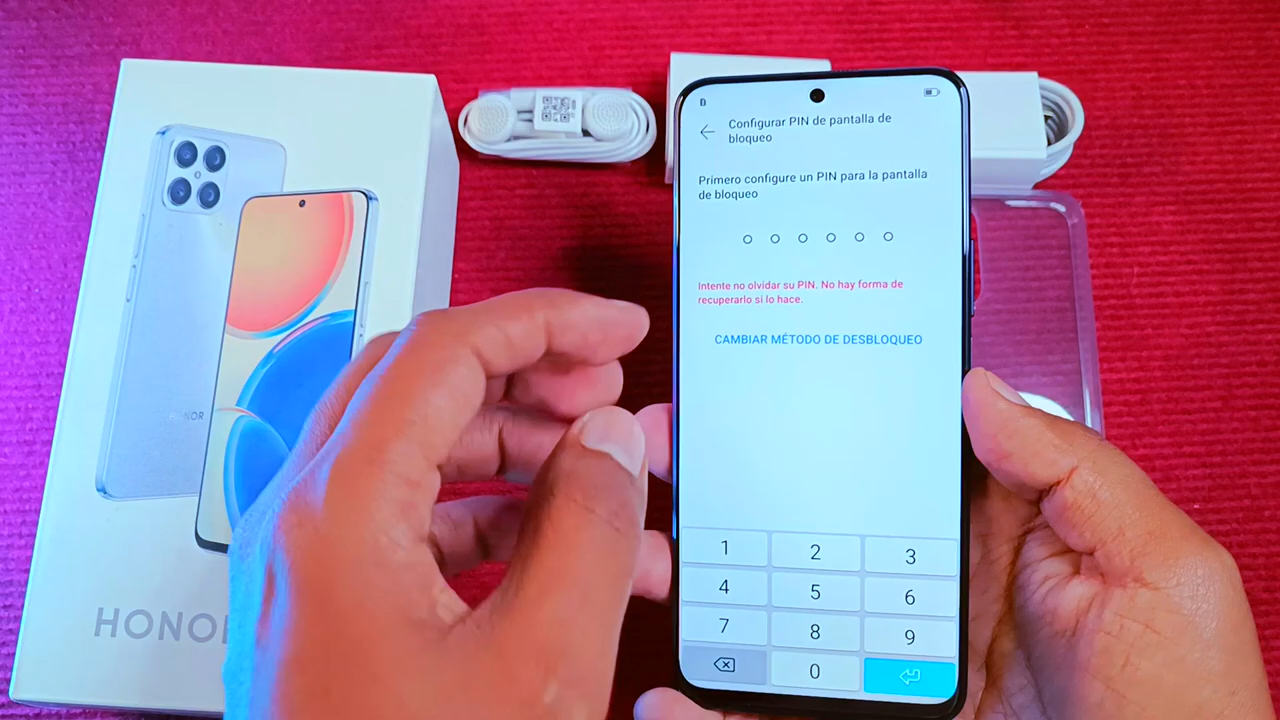 HONOR
HONOR
Configurar PIN de pantalla de
bloqueo
Primero configure un PIN para la pantalla
de bloqueo
Intente no olvidar su PIN. No hay forma de
recuperarlo si lo hace.
CAMBIAR MÉTODO DE DESBLOQUEO
1 2 3
4 5 6
7 8 9
0